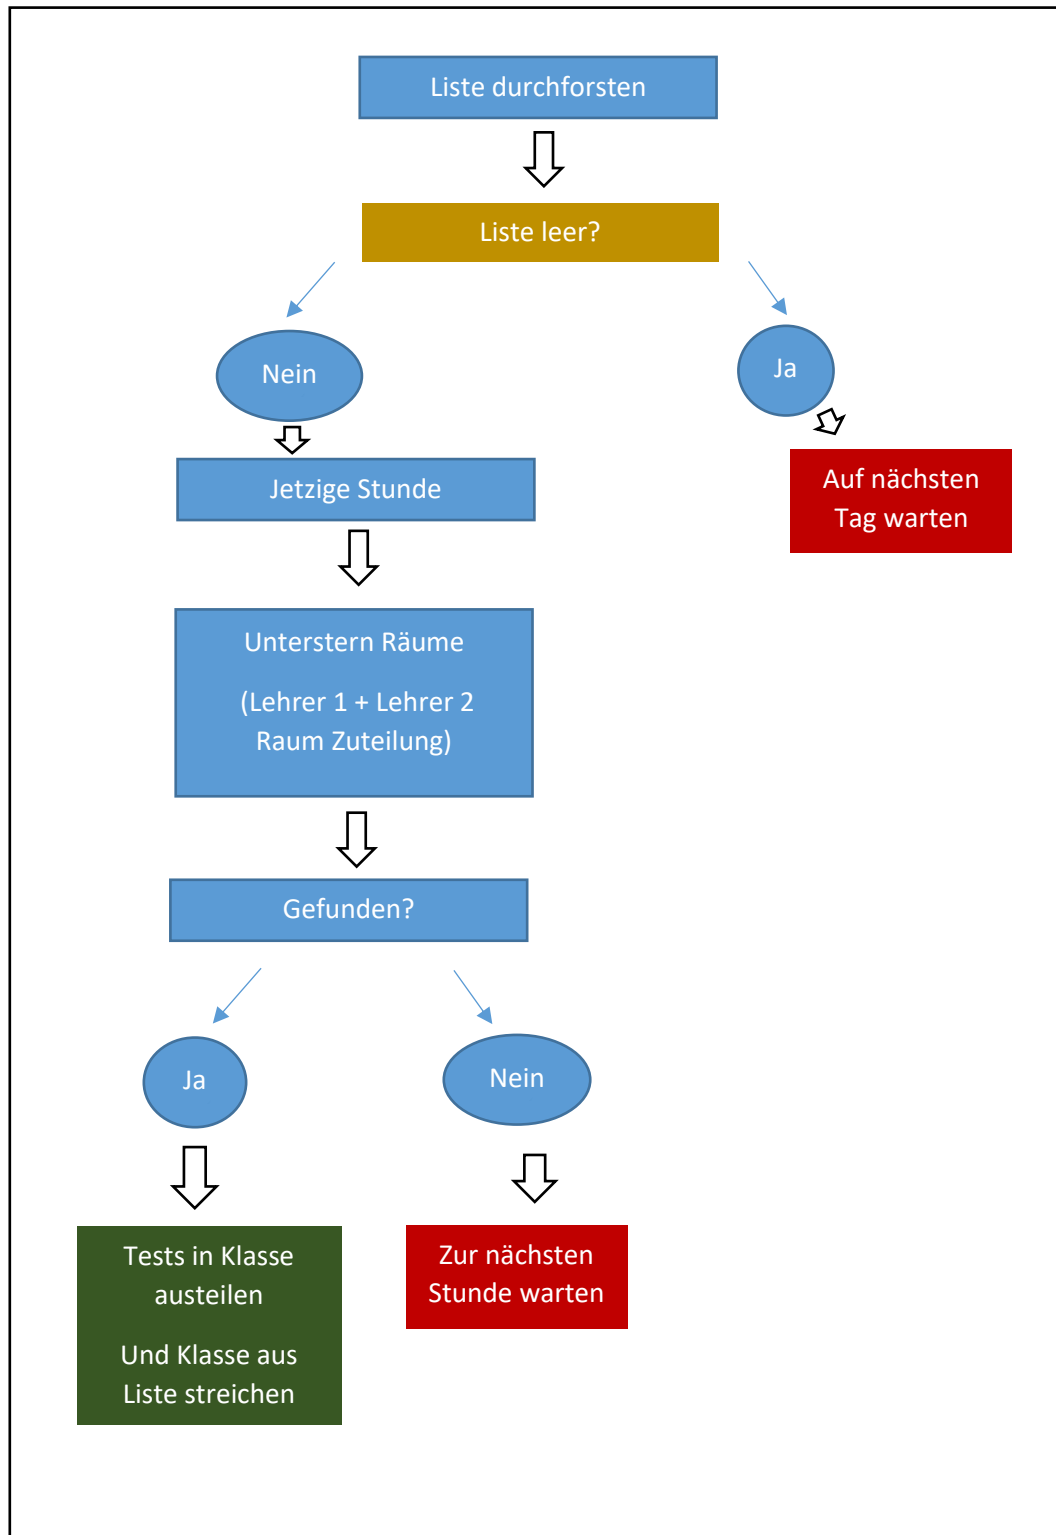 Liste durchforsten
Liste leer?
Nein
Ja
Jetzige Stunde
Auf nächsten
Tag warten
Unterstern Räume
(Lehrer 1 + Lehrer 2
Raum Zuteilung)
Gefunden?
Ja
Nein
Tests in Klasse
austeilen
Und Klasse aus
Liste streichen
Zur nächsten
Stunde warten